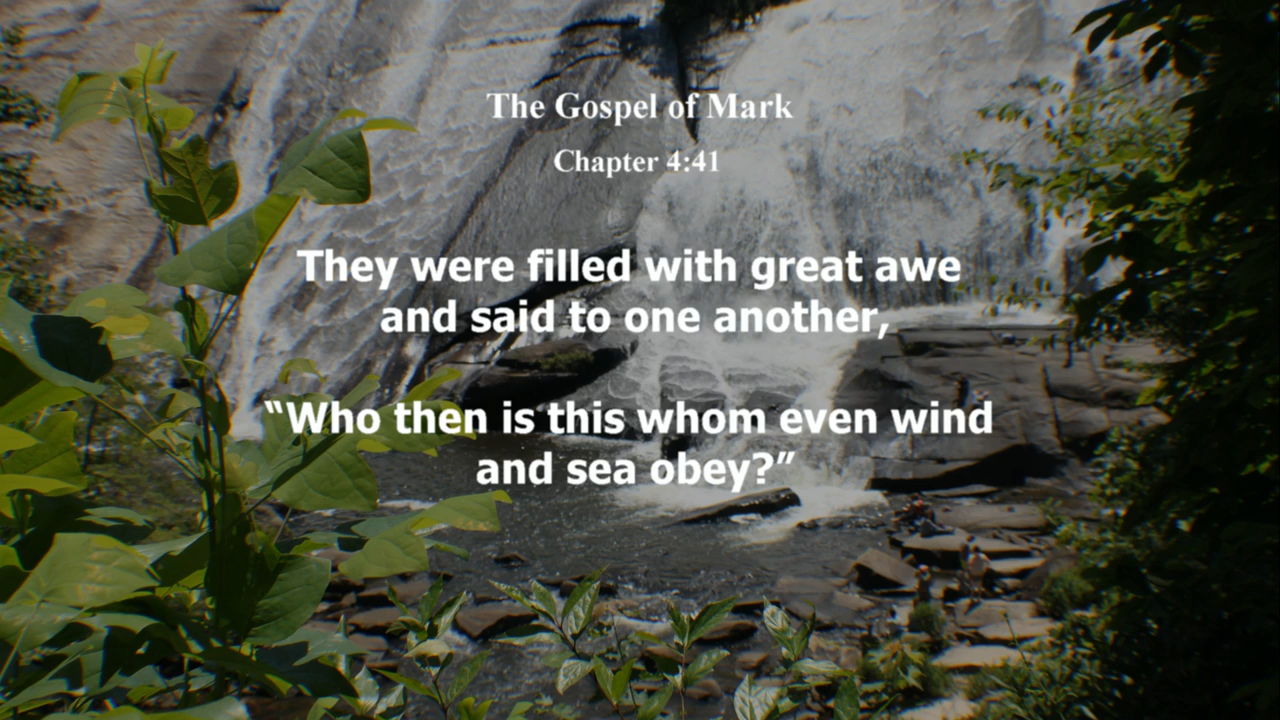 The Gospel of Mark
Chapter 4:41
They were filled with great awe
and said to one another,
“Who then is this whom even wind
and sea obey?”